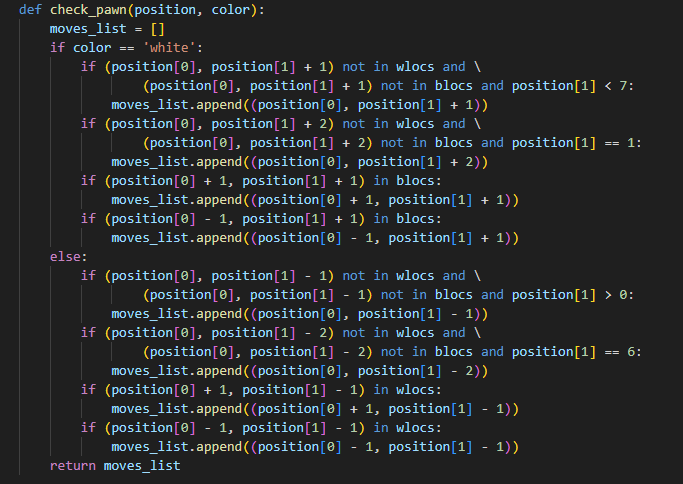 def check_pawn(position, color):
    moves_list = []
    if color == 'white':
        if (position[0], position[1] + 1) not in wlocs and \
                (position[0], position[1] + 1) not in blocs and position[1] < 7:
            moves_list.append((position[0], position[1] + 1))
        if (position[0], position[1] + 2) not in wlocs and \
                (position[0], position[1] + 2) not in blocs and position[1] == 1:
            moves_list.append((position[0], position[1] + 2))
        if (position[0] + 1, position[1] + 1) in blocs:
            moves_list.append((position[0] + 1, position[1] + 1))
        if (position[0] - 1, position[1] + 1) in blocs:
            moves_list.append((position[0] - 1, position[1] + 1))
    else:
        if (position[0], position[1] - 1) not in wlocs and \
                (position[0], position[1] - 1) not in blocs and position[1] > 0:
            moves_list.append((position[0], position[1] - 1))
        if (position[0], position[1] - 2) not in wlocs and \
                (position[0], position[1] - 2) not in blocs and position[1] == 6:
            moves_list.append((position[0], position[1] - 2))
        if (position[0] + 1, position[1] - 1) in wlocs:
            moves_list.append((position[0] + 1, position[1] - 1))
        if (position[0] - 1, position[1] - 1) in wlocs:
            moves_list.append((position[0] - 1, position[1] - 1))
    return moves_list